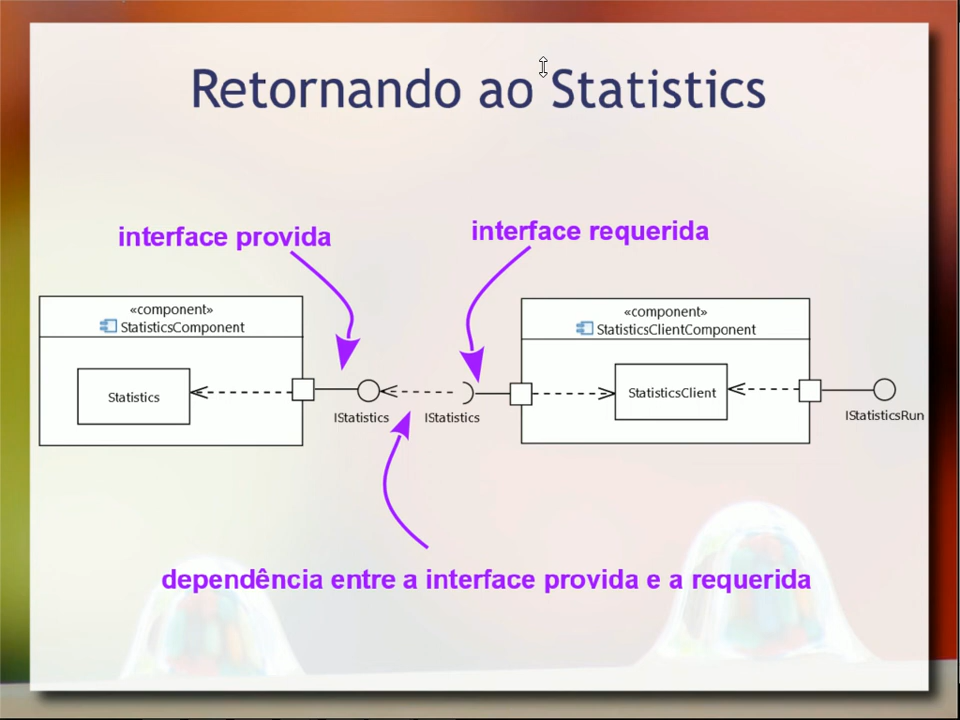 Retornando ao Statistics
interface provida
interface requerida
«component»
StatisticsComponent
«component»
StatisticsClientComponent
Statistics
StatisticsClient
IStatistics
IStatistics
IStatisticsRun
dependência entre a interface provida e a requerida